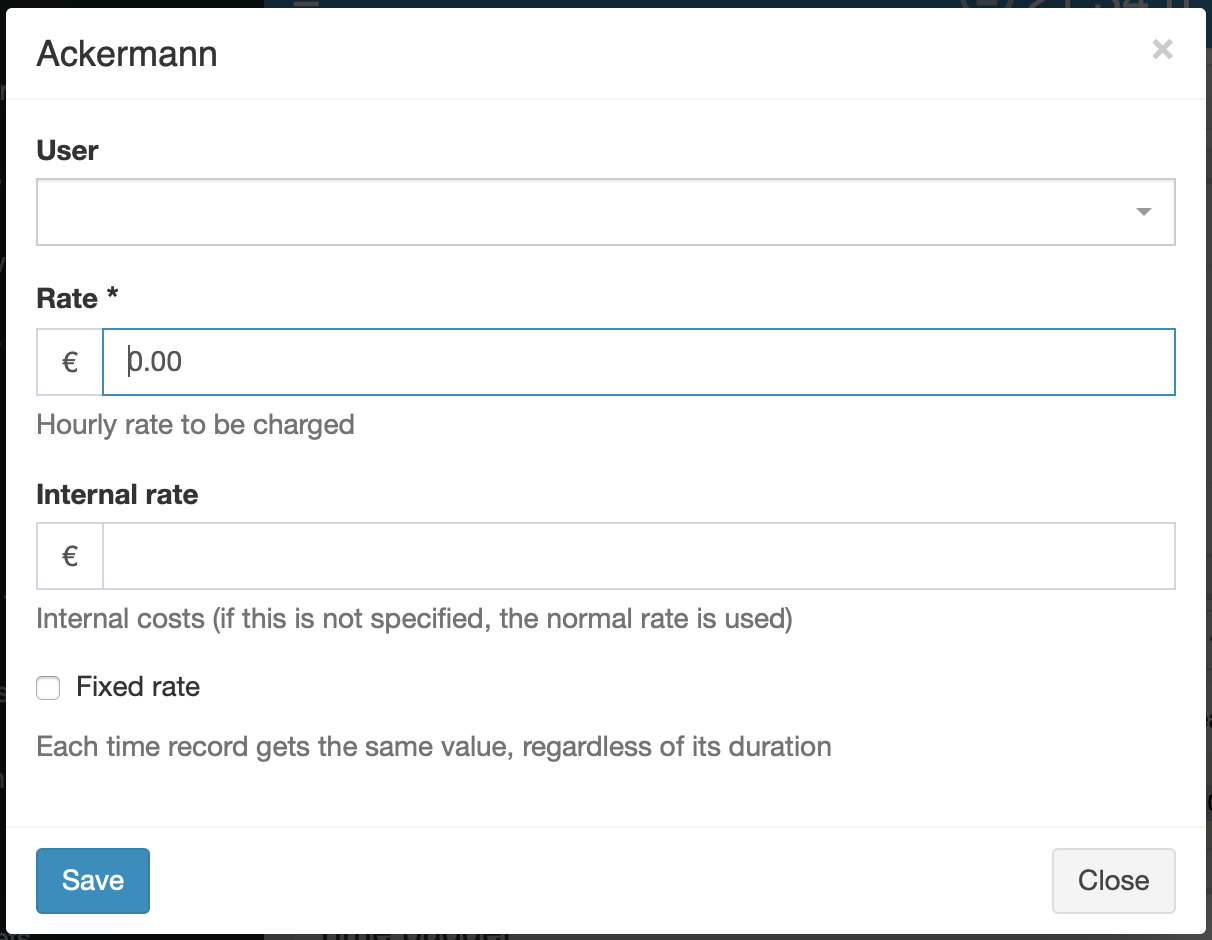 Ackermann
×
User
Rate *
€ 0.00
Hourly rate to be charged
Internal rate
€
Internal costs (if this is not specified, the normal rate is used)
Fixed rate
Each time record gets the same value, regardless of its duration
Save Close